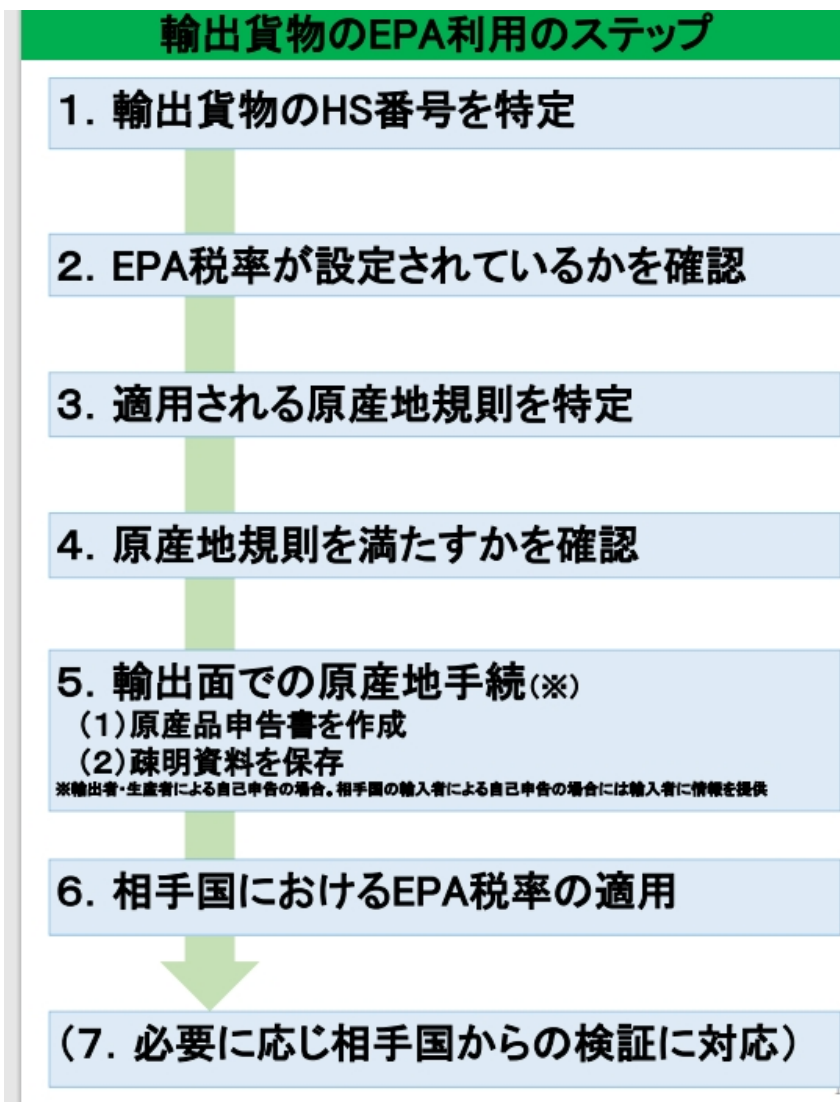 輸出貨物のEPA利用のステップ
1. 輸出貨物のHS番号を特定
2. EPA税率が設定されているかを確認
3. 適用される原産地規則を特定
4. 原産地規則を満たすかを確認
5. 輸出面での原産地手続(※)
(1)原産品申告書を作成
(2)疎明資料を保存
※輸出者・生産者による自己申告の場合。相手国の輸入者による自己申告の場合には輸入者に情報を提供
6. 相手国におけるEPA税率の適用
(7. 必要に応じ相手国からの検証に対応)